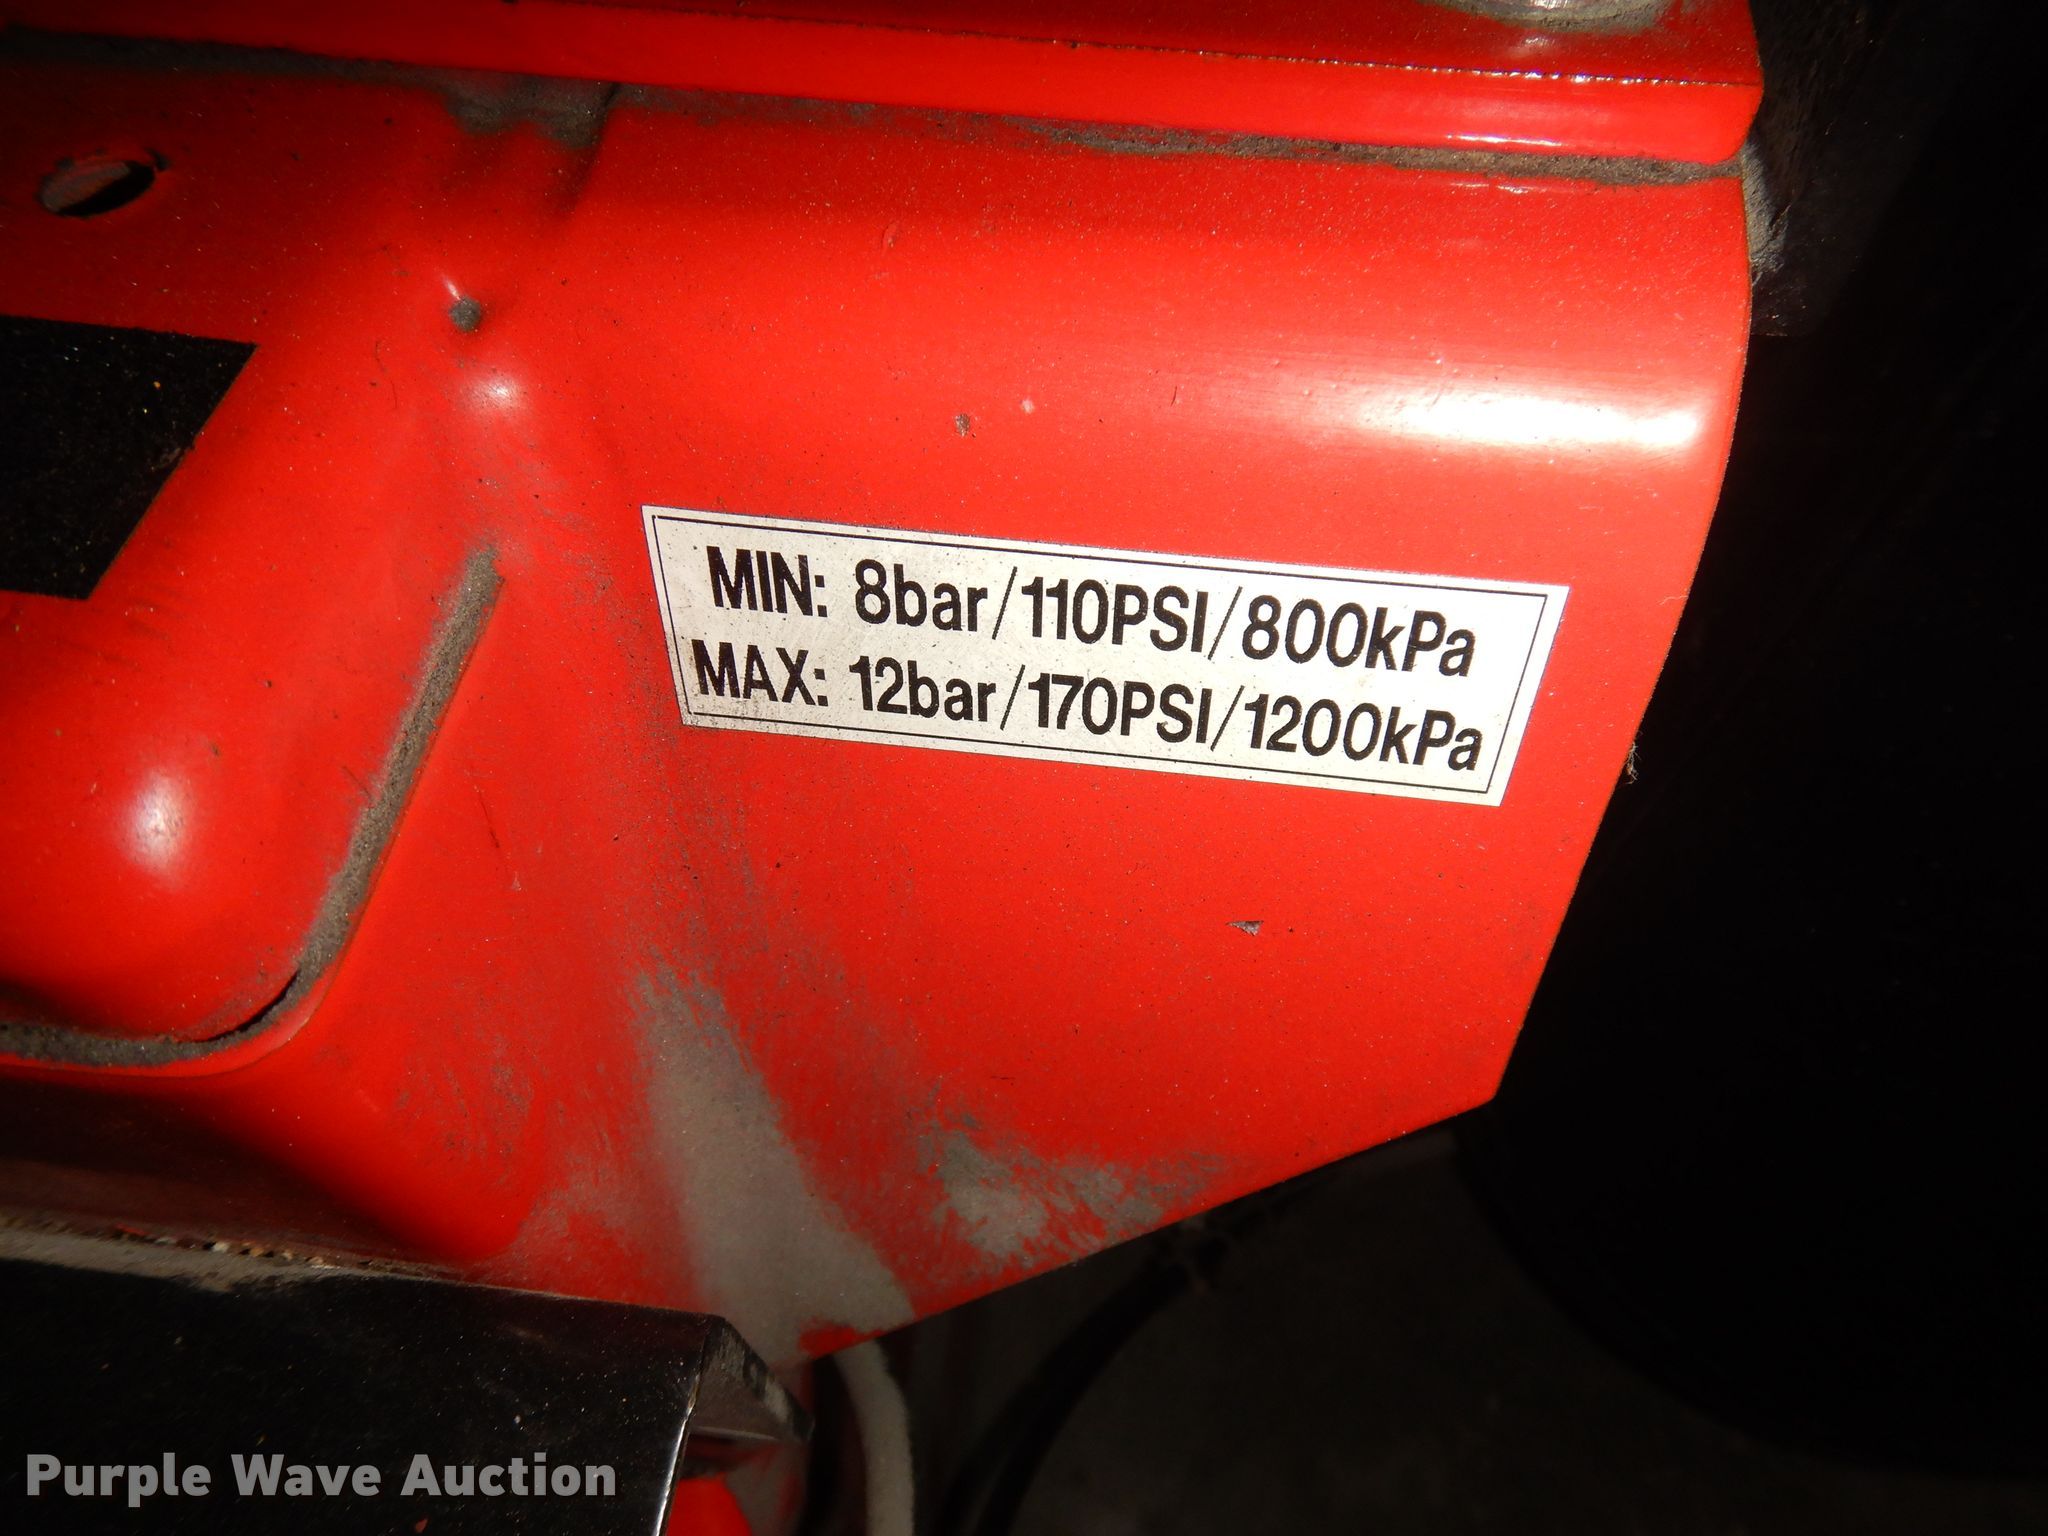 MIN: 8bar/110PSI/800kPa
MAX: 12bar/170PSI/1200kPa
Purple Wave Auction